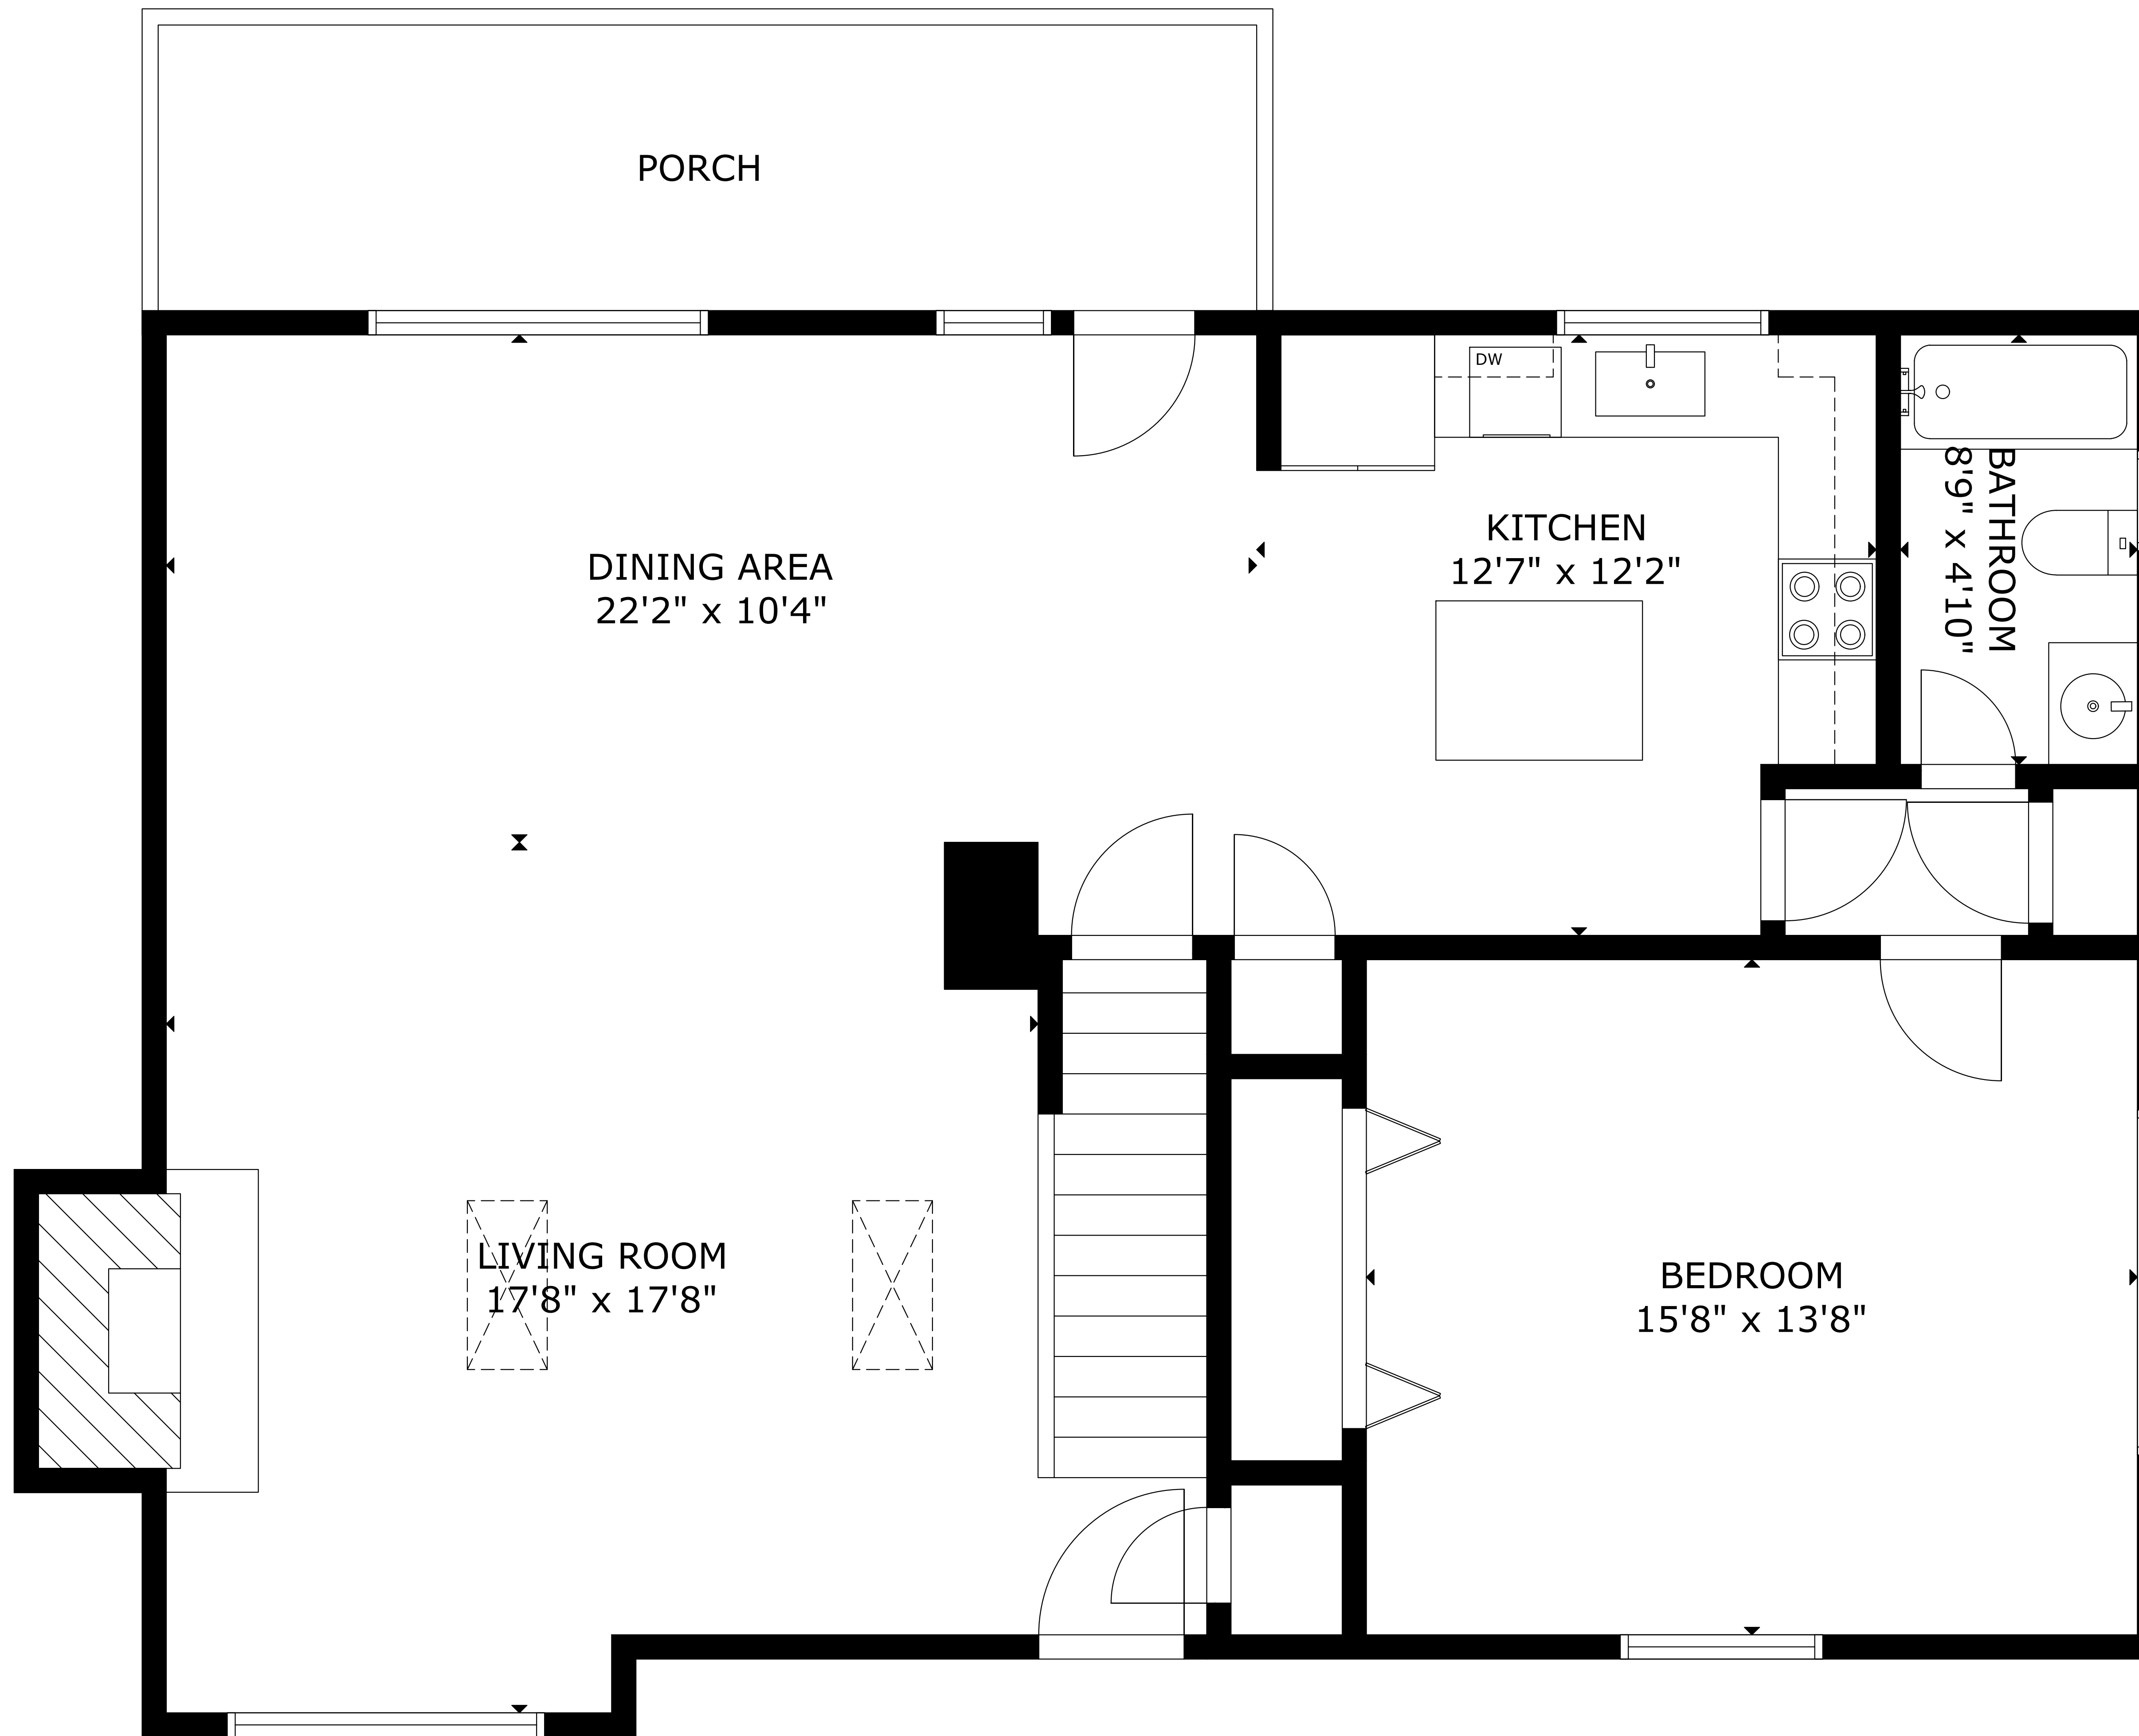 PORCH
DW
DINING AREA
22'2" x 10'4"
KITCHEN
12'7" x 12'2"
BATHROOM
8'9" x 4'10"
LIVING ROOM
17'8" x 17'8"
BEDROOM
15'8" x 13'8"